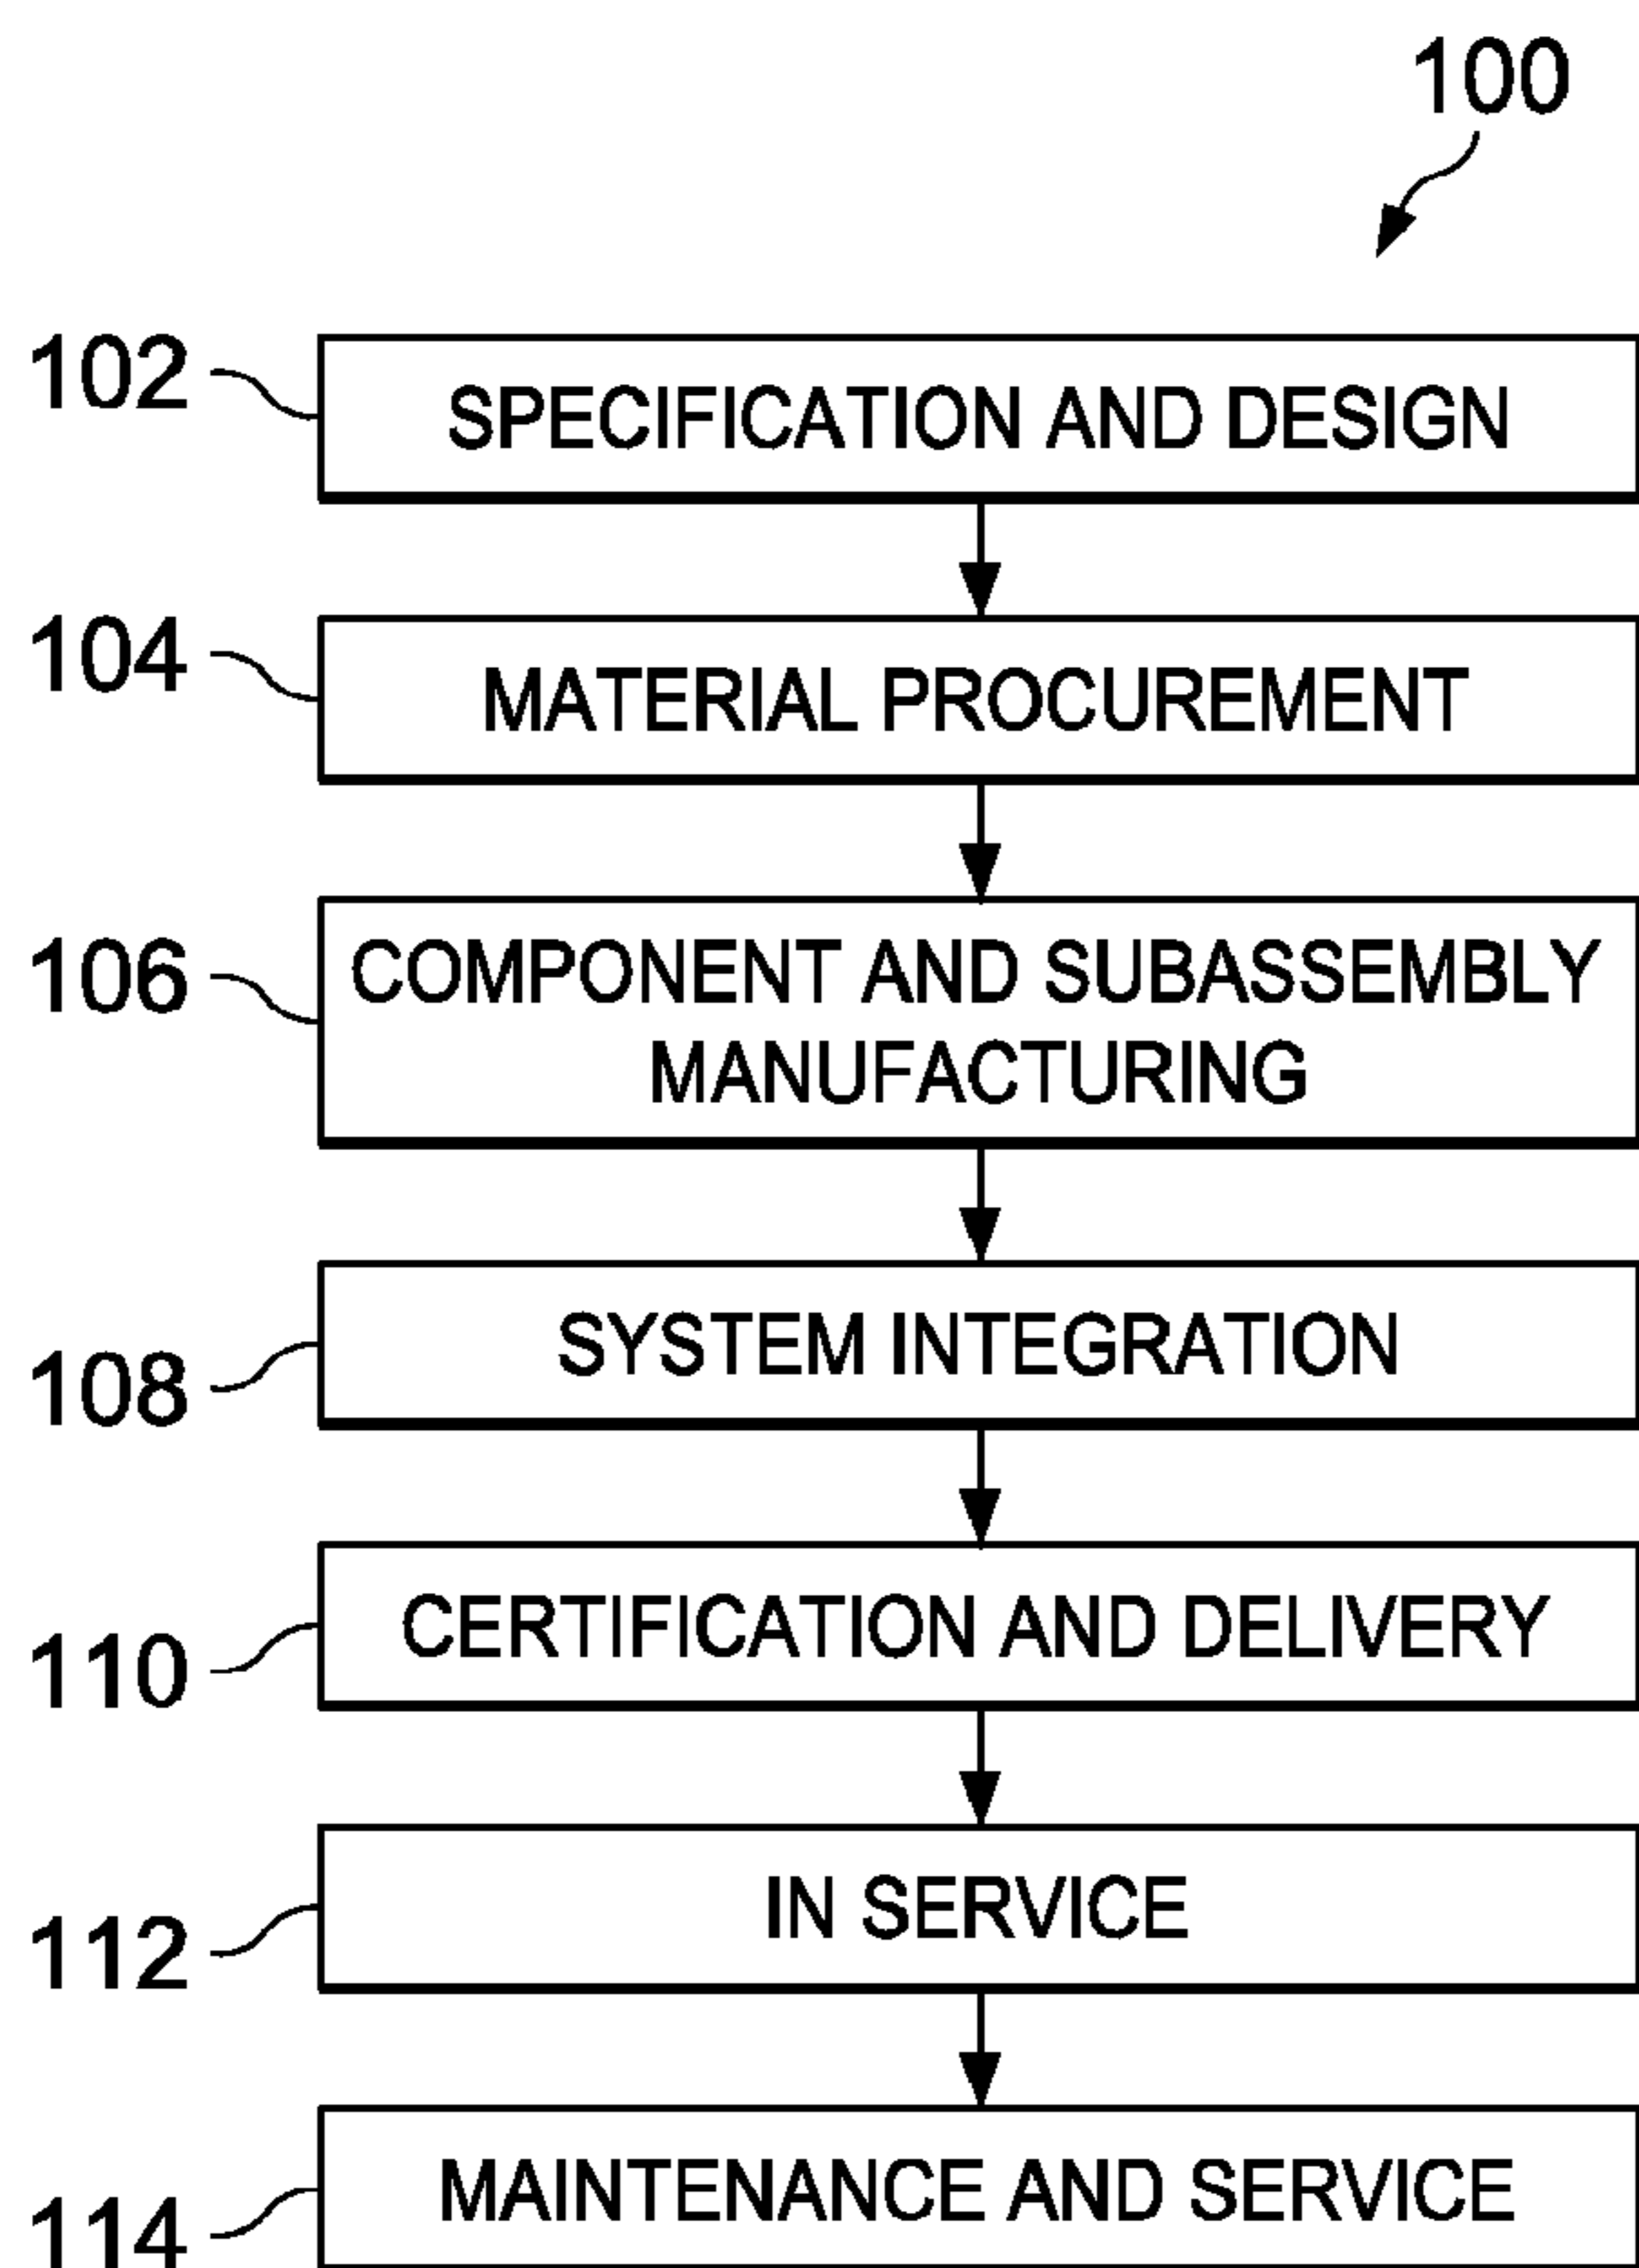 100
102
SPECIFICATION AND DESIGN
104
MATERIAL PROCUREMENT
106
COMPONENT AND SUBASSEMBLY
MANUFACTURING
108
SYSTEM INTEGRATION
110
CERTIFICATION AND DELIVERY
112
IN SERVICE
114
MAINTENANCE AND SERVICE